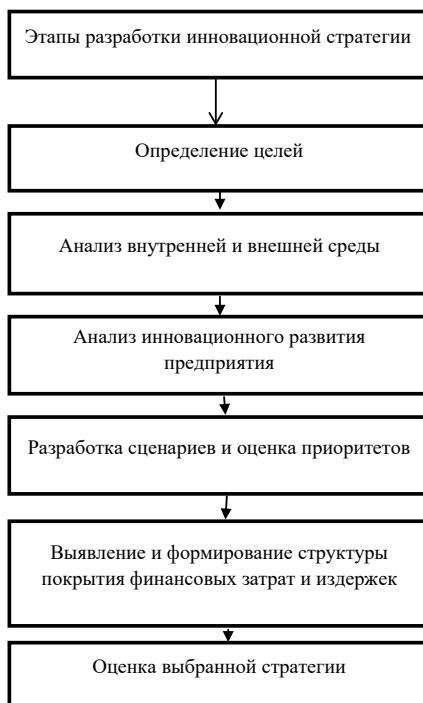 Этапы разработки инновационной стратегии
Определение целей
Анализ внутренней и внешней среды
Анализ инновационного развития
предприятия
Разработка сценариев и оценка приоритетов
Выявление и формирование структуры
покрытия финансовых затрат и издержек
Оценка выбранной стратегии